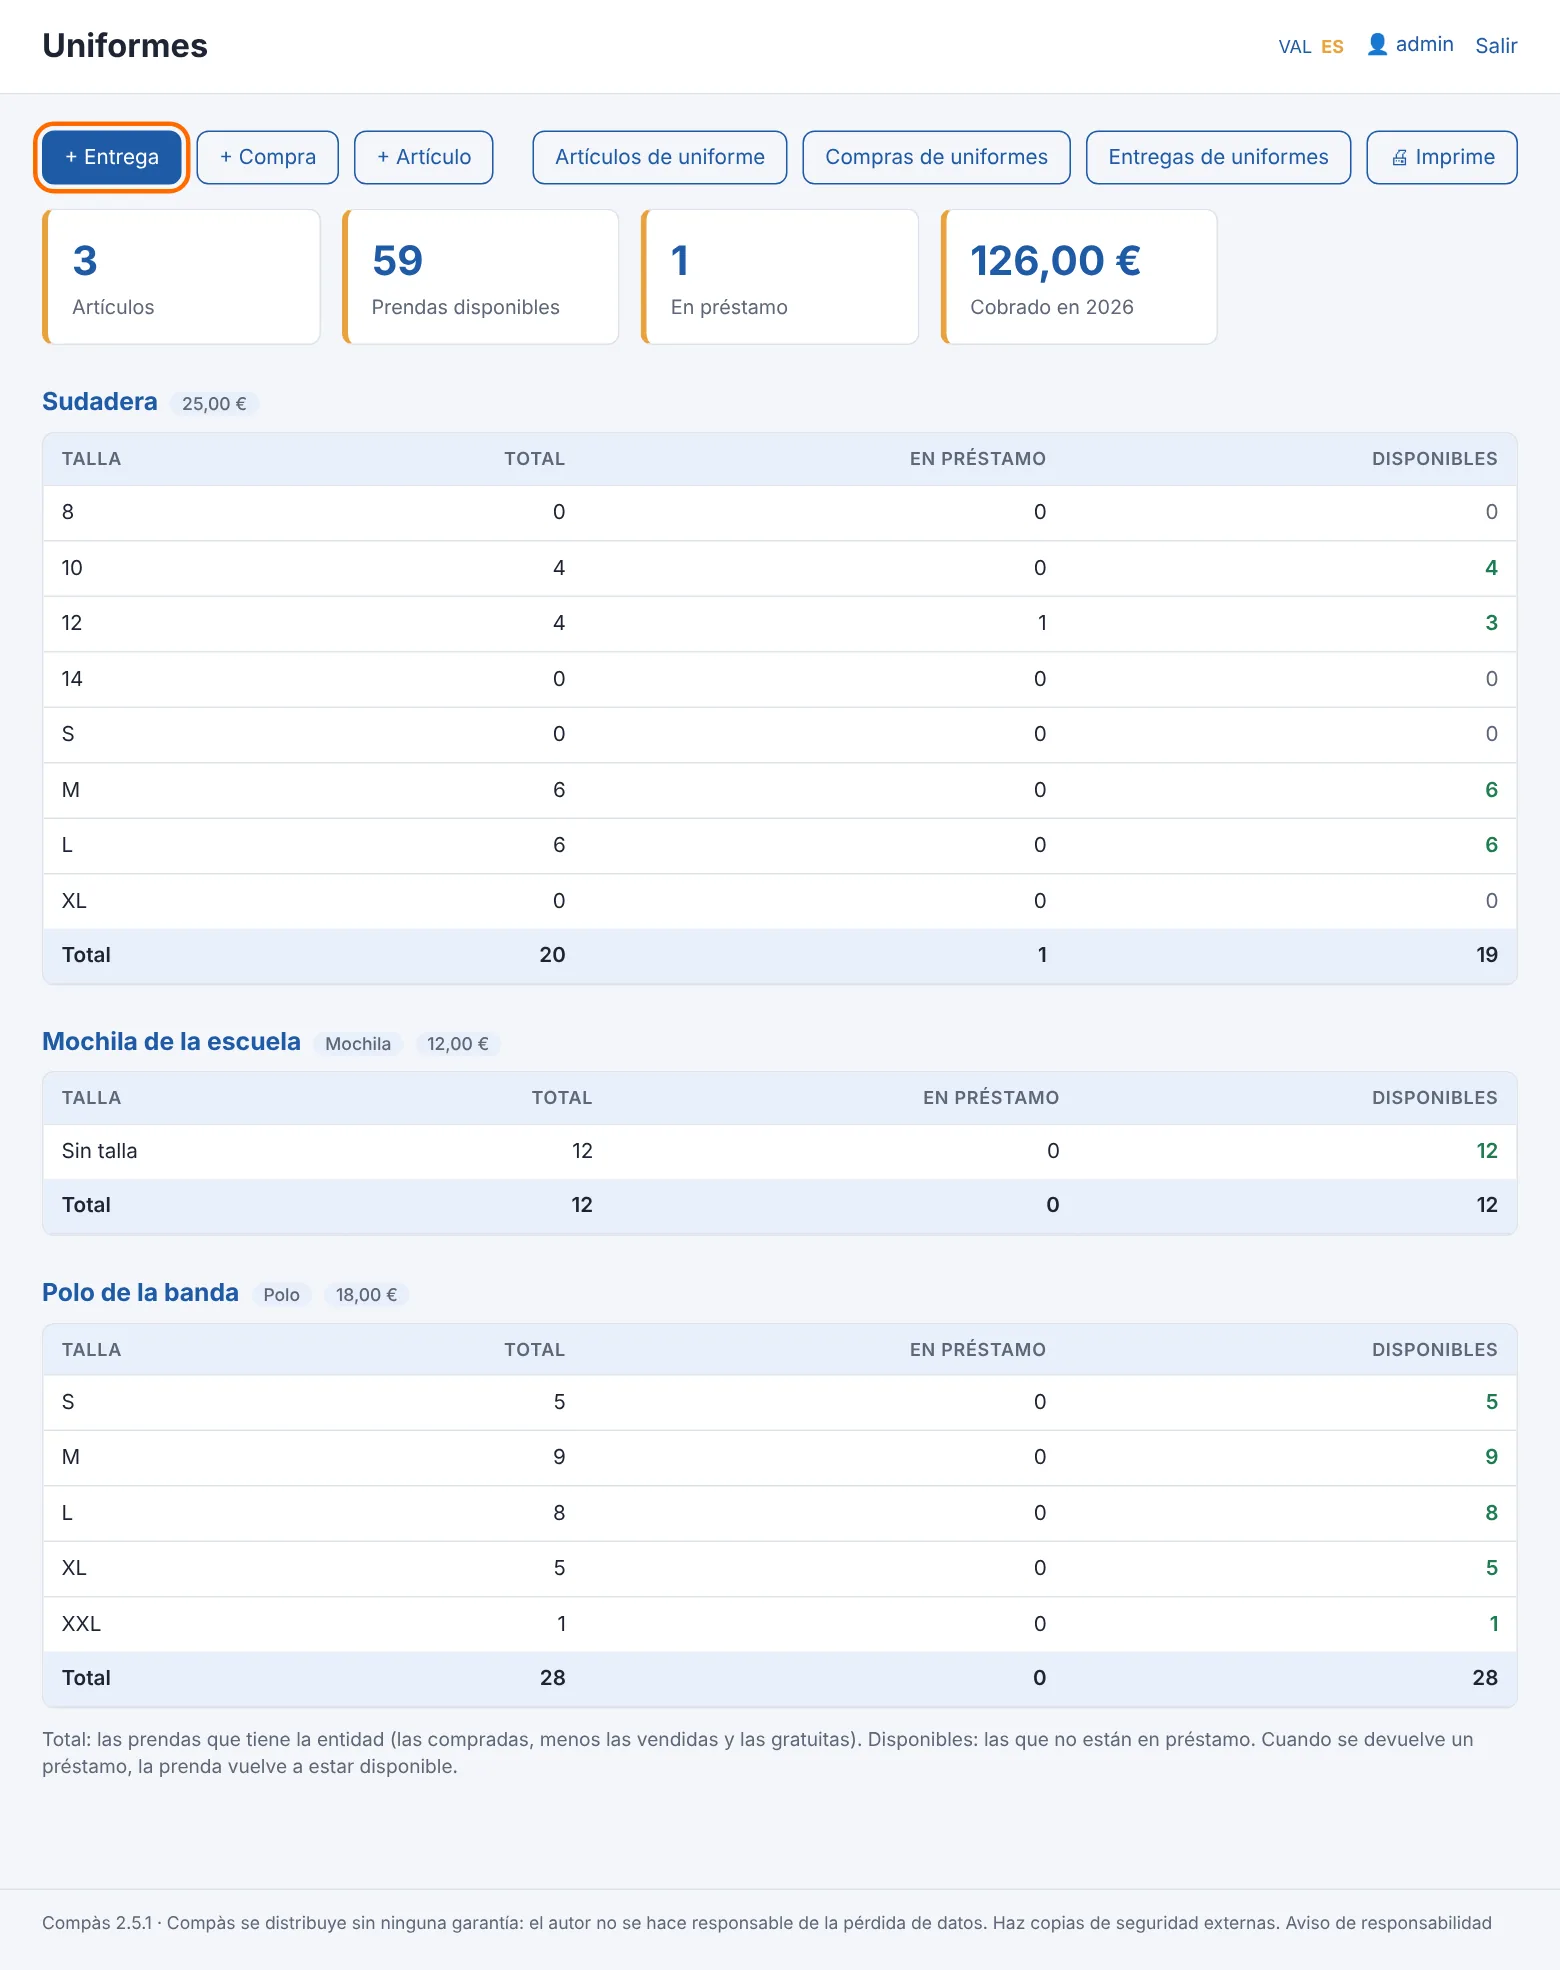 Uniformes
VAL ES 👤 admin Salir
+ Entrega + Compra + Artículo Artículos de uniforme Compras de uniformes Entregas de uniformes 🖨 Imprime
3 59 1 126,00 €
Artículos Prendas disponibles En préstamo Cobrado en 2026
Sudadera 25,00 €
TALLA TOTAL EN PRÉSTAMO DISPONIBLES
8 0 0 0
10 4 0 4
12 4 1 3
14 0 0 0
S 0 0 0
M 6 0 6
L 6 0 6
XL 0 0 0
Total 20 1 19
Mochila de la escuela Mochila 12,00 €
TALLA TOTAL EN PRÉSTAMO DISPONIBLES
Sin talla 12 0 12
Total 12 0 12
Polo de la banda Polo 18,00 €
TALLA TOTAL EN PRÉSTAMO DISPONIBLES
S 5 0 5
M 9 0 9
L 8 0 8
XL 5 0 5
XXL 1 0 1
Total 28 0 28
Total: las prendas que tiene la entidad (las compradas, menos las vendidas y las gratuitas). Disponibles: las que no están en préstamo. Cuando se devuelve un
préstamo, la prenda vuelve a estar disponible.
Compàs 2.5.1 · Compàs se distribuye sin ninguna garantía: el autor no se hace responsable de la pérdida de datos. Haz copias de seguridad externas. Aviso de responsabilidad